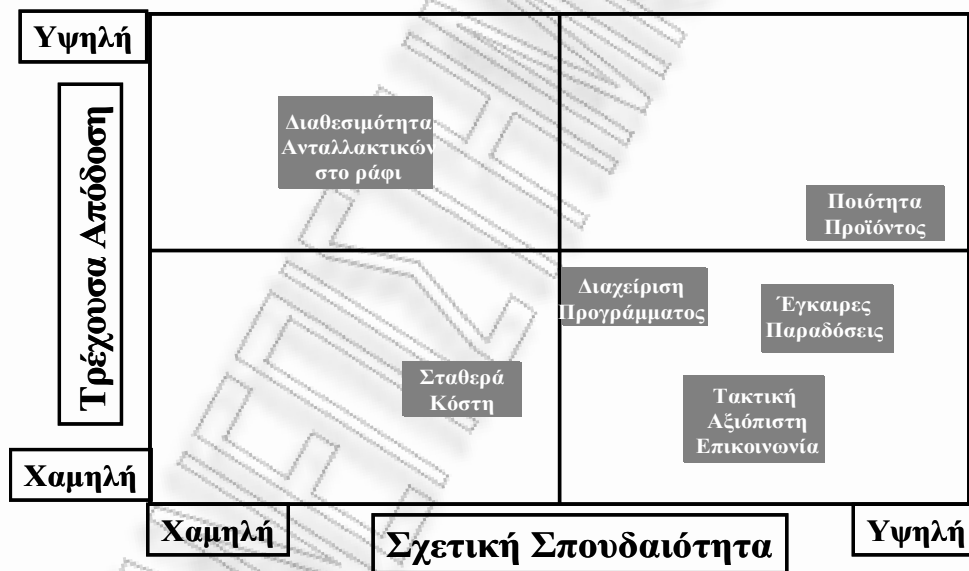 Υψηλή
Τρέχουσα Απόδοση
Διαθεσιμότητα
Ανταλλακτικών
στο ράφι
Ποιότητα
Προϊόντος
Διαχείριση
Προγράμματος
Έγκαιρες
Παραδόσεις
Σταθερά
Κόστη
Τακτική
Αξιόπιστη
Επικοινωνία
Χαμηλή
Χαμηλή
Σχετική Σπουδαιότητα
Υψηλή